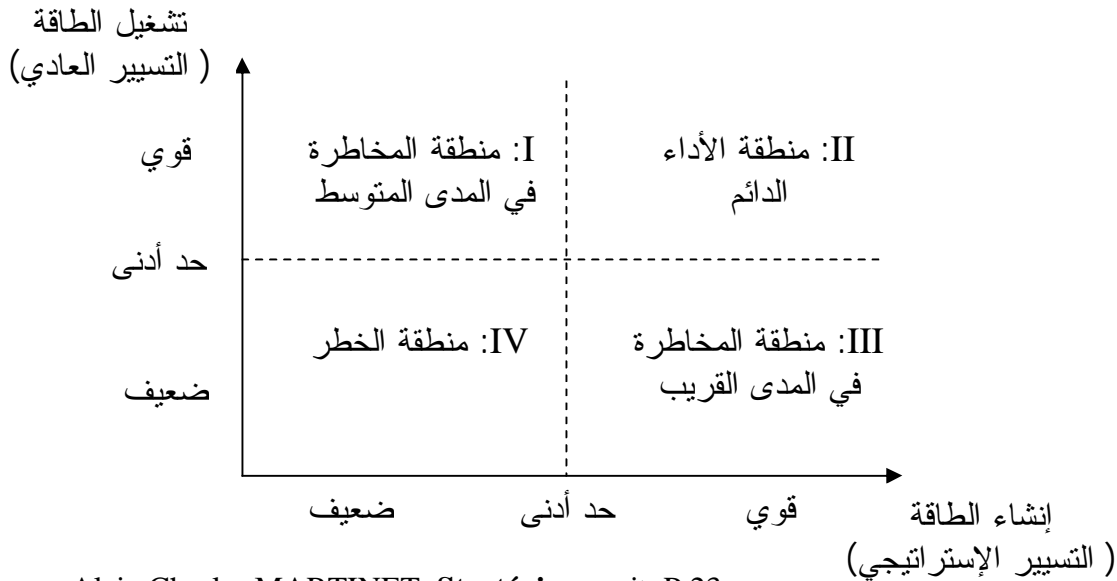 تشغيل الطاقة
( التسيير العادي)
قوي
I: منطقة المخاطرة
في المدى المتوسط
II: منطقة الأداء
الدائم
حد أدنى
ضعيف
IV: منطقة الخطر
III: منطقة المخاطرة
في المدى القريب
ضعيف
حد أدنى
قوي
إنشاء الطاقة
( التسيير الإستراتيجي)